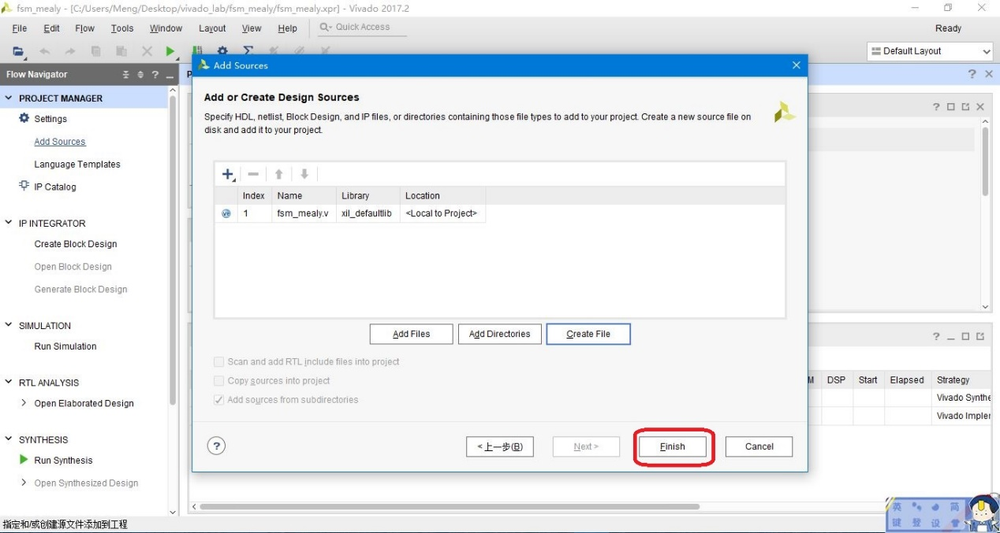 fsm_mealy - [C:/Users/Meng/Desktop/vivado_lab/fsm_mealy/fsm_mealy.xpr] - Vivado 2017.2
File Edit Flow Tools Window Layout View Help Quick Access Ready
Default Layout
Flow Navigator
Add Sources
PROJECT MANAGER
Settings
Add Sources
Language Templates
IP Catalog
IP INTEGRATOR
Create Block Design
Open Block Design
Generate Block Design
SIMULATION
Run Simulation
RTL ANALYSIS
Open Elaborated Design
SYNTHESIS
Run Synthesis
Open Synthesized Design
Add or Create Design Sources
Specify HDL, netlist, Block Design, and IP files, or directories containing those file types to add to your project. Create a new source file on
disk and add it to your project.
Index Name Library Location
1 fsm_mealy.v xil_defaultlib <Local to Project>
Add Files Add Directories Create File
Scan and add RTL include files into project
Copy sources into project
Add sources from subdirectories
? < 上一步(B) Next > Finish Cancel
DSP Start Elapsed Strategy
Vivado Synthe
Vivado Impler
指定和/或创建源文件添加到工程
英 简
键 登 设